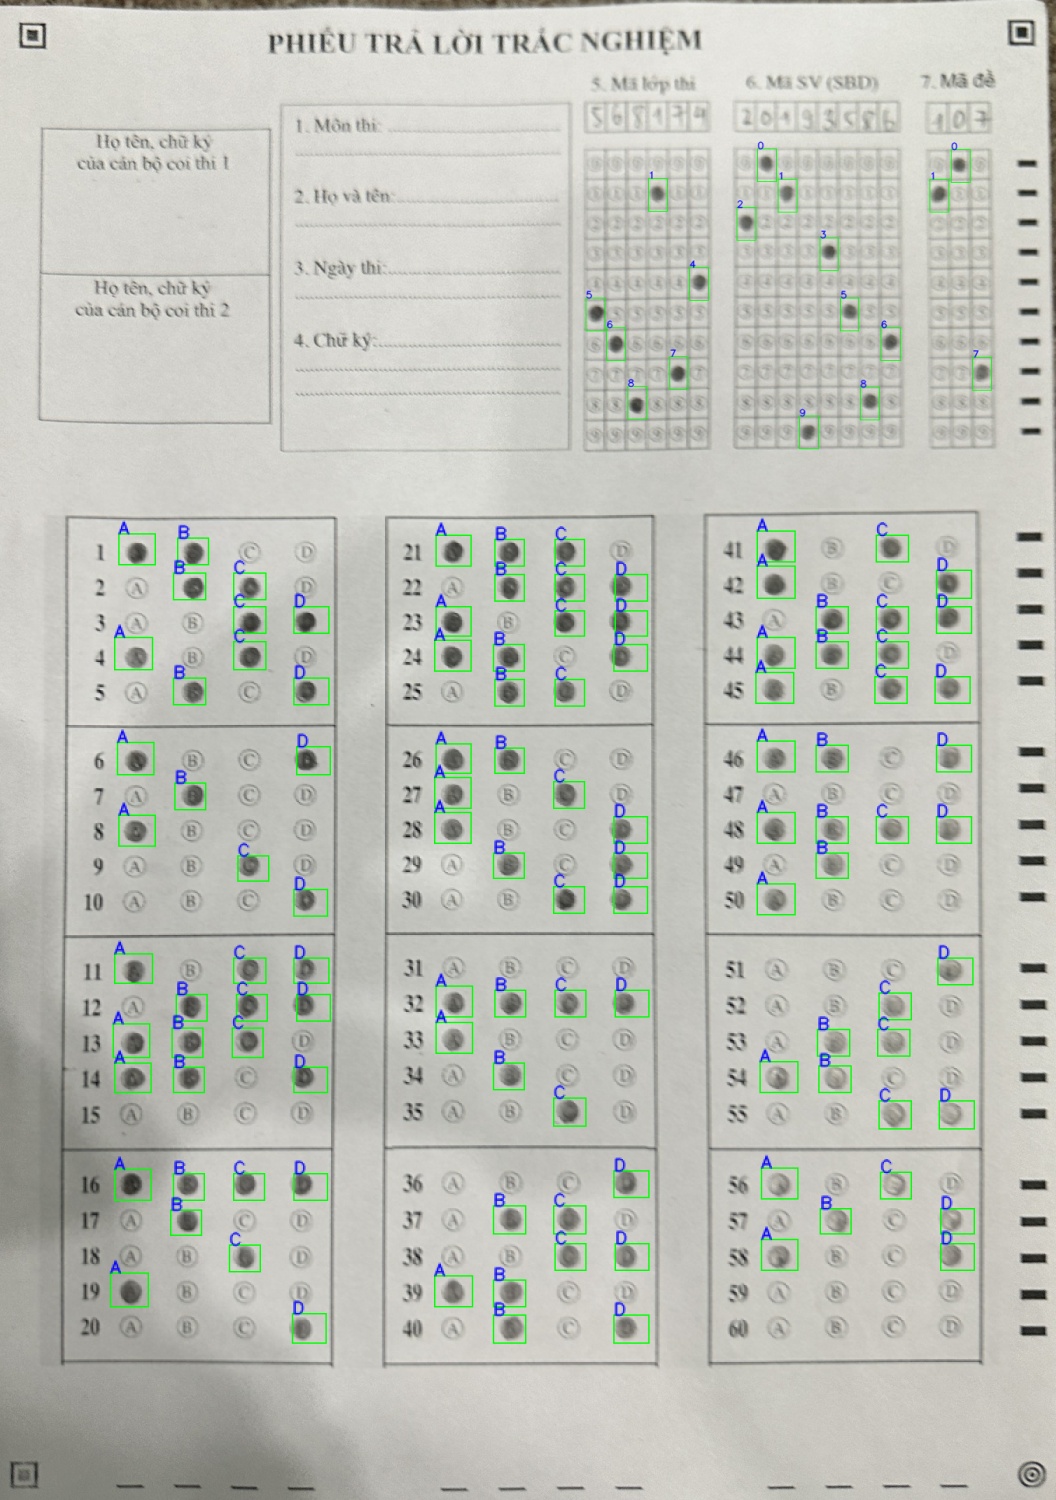 PHIẾU TRẢ LỜI TRẮC NGHIỆM
5. Mã lớp thi
6. Mã SV (SBD)
7. Mã đề
5 6 8 1 7 4
2 0 1 9 3 5 8 6
1 0 7
Họ tên, chữ ký
của cán bộ coi thi 1
Họ tên, chữ ký
của cán bộ coi thi 2
1. Môn thi:
2. Họ và tên:
3. Ngày thi:
4. Chữ ký:
1 A B C D
2 A B C D
3 A B C D
4 A B C D
5 A B C D
6 A B C D
7 A B C D
8 A B C D
9 A B C D
10 A B C D
11 A B C D
12 A B C D
13 A B C D
14 A B C D
15 A B C D
16 A B C D
17 A B C D
18 A B C D
19 A B C D
20 A B C D
21 A B C D
22 A B C D
23 A B C D
24 A B C D
25 A B C D
26 A B C D
27 A B C D
28 A B C D
29 A B C D
30 A B C D
31 A B C D
32 A B C D
33 A B C D
34 A B C D
35 A B C D
36 A B C D
37 A B C D
38 A B C D
39 A B C D
40 A B C D
41 A B C D
42 A B C D
43 A B C D
44 A B C D
45 A B C D
46 A B C D
47 A B C D
48 A B C D
49 A B C D
50 A B C D
51 A B C D
52 A B C D
53 A B C D
54 A B C D
55 A B C D
56 A B C D
57 A B C D
58 A B C D
59 A B C D
60 A B C D